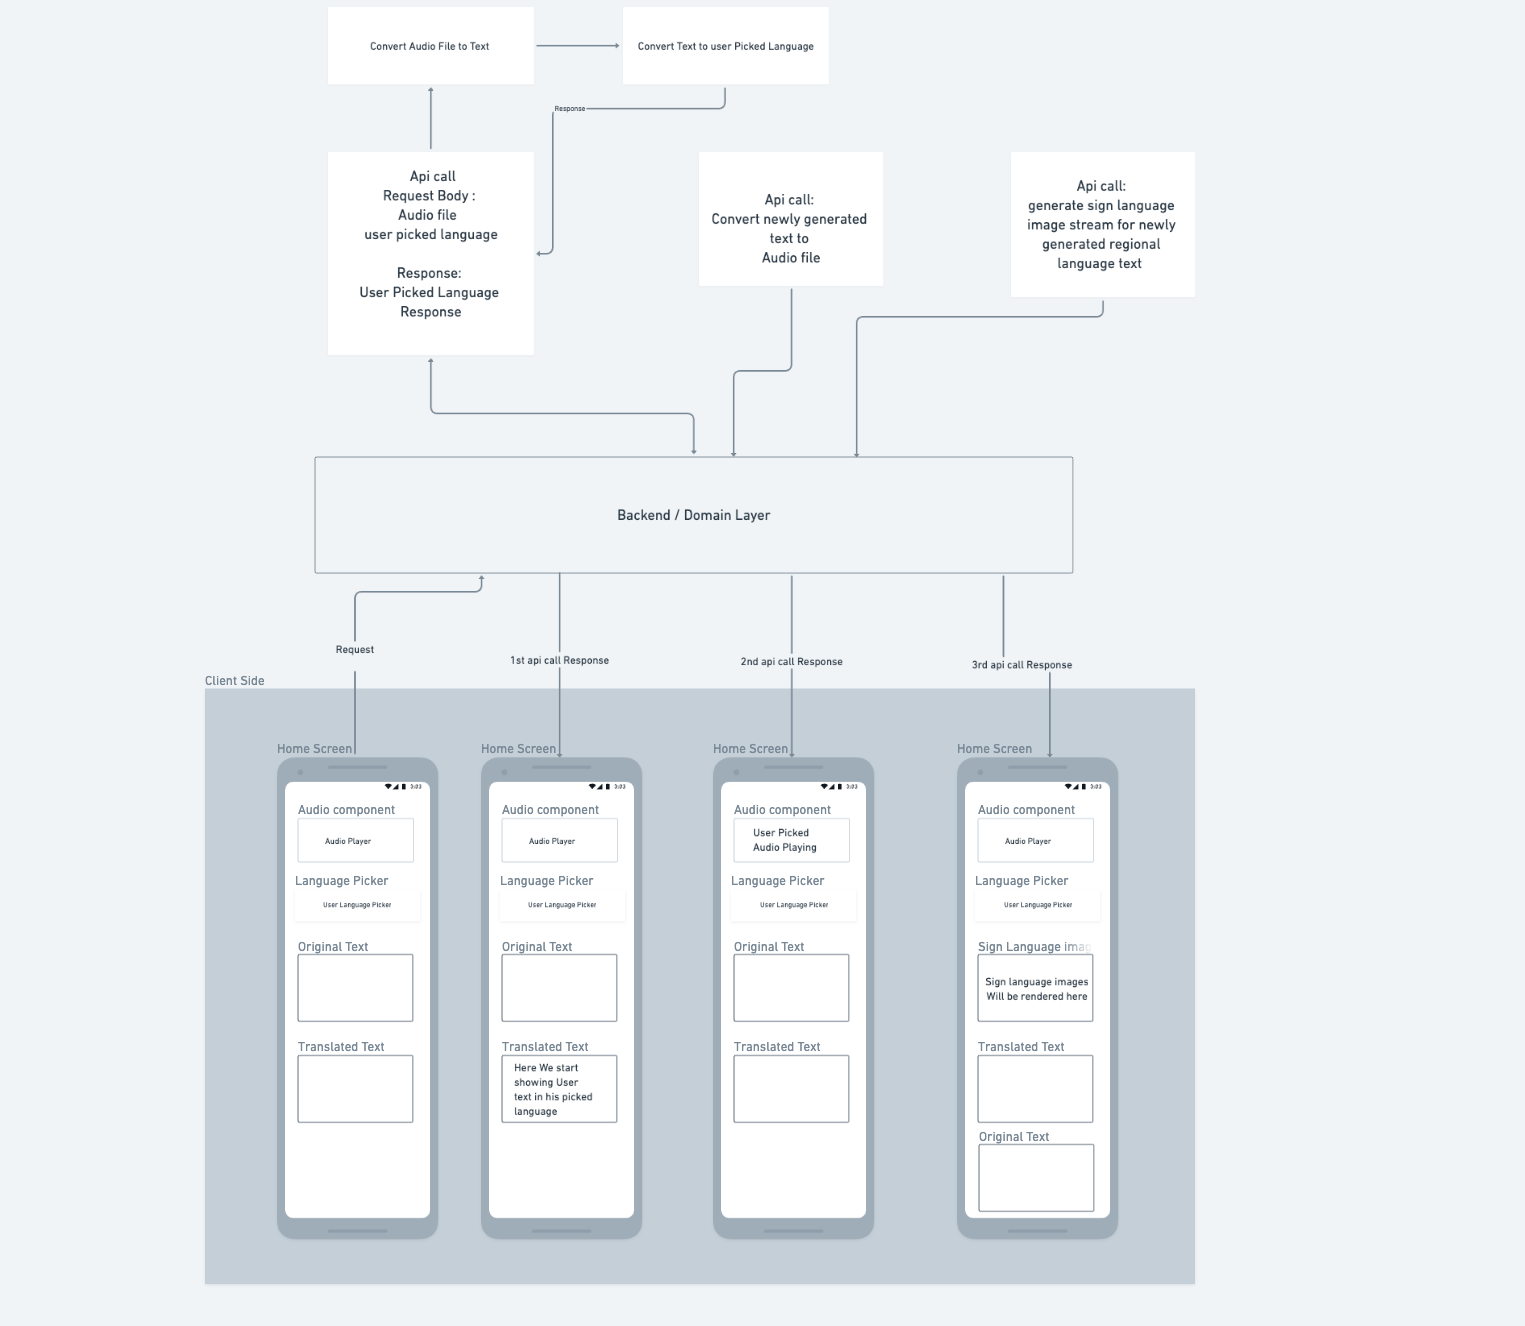 Convert Audio File to Text
Convert Text to user Picked Language
Response
Api call
Request Body :
Audio file
user picked language
Response:
User Picked Language
Response
Api call:
Convert newly generated
text to
Audio file
Api call:
generate sign language
image stream for newly
generated regional
language text
Backend / Domain Layer
Request
1st api call Response
2nd api call Response
3rd api call Response
Client Side
Home Screen
3:03
Audio component
Audio Player
Language Picker
User Language Picker
Original Text
Translated Text
Home Screen
3:03
Audio component
Audio Player
Language Picker
User Language Picker
Original Text
Translated Text
Here We start
showing User
text in his picked
language
Home Screen
3:03
Audio component
User Picked
Audio Playing
Language Picker
User Language Picker
Original Text
Translated Text
Home Screen
3:03
Audio component
Audio Player
Language Picker
User Language Picker
Sign Language imag
Sign language images
Will be rendered here
Translated Text
Original Text